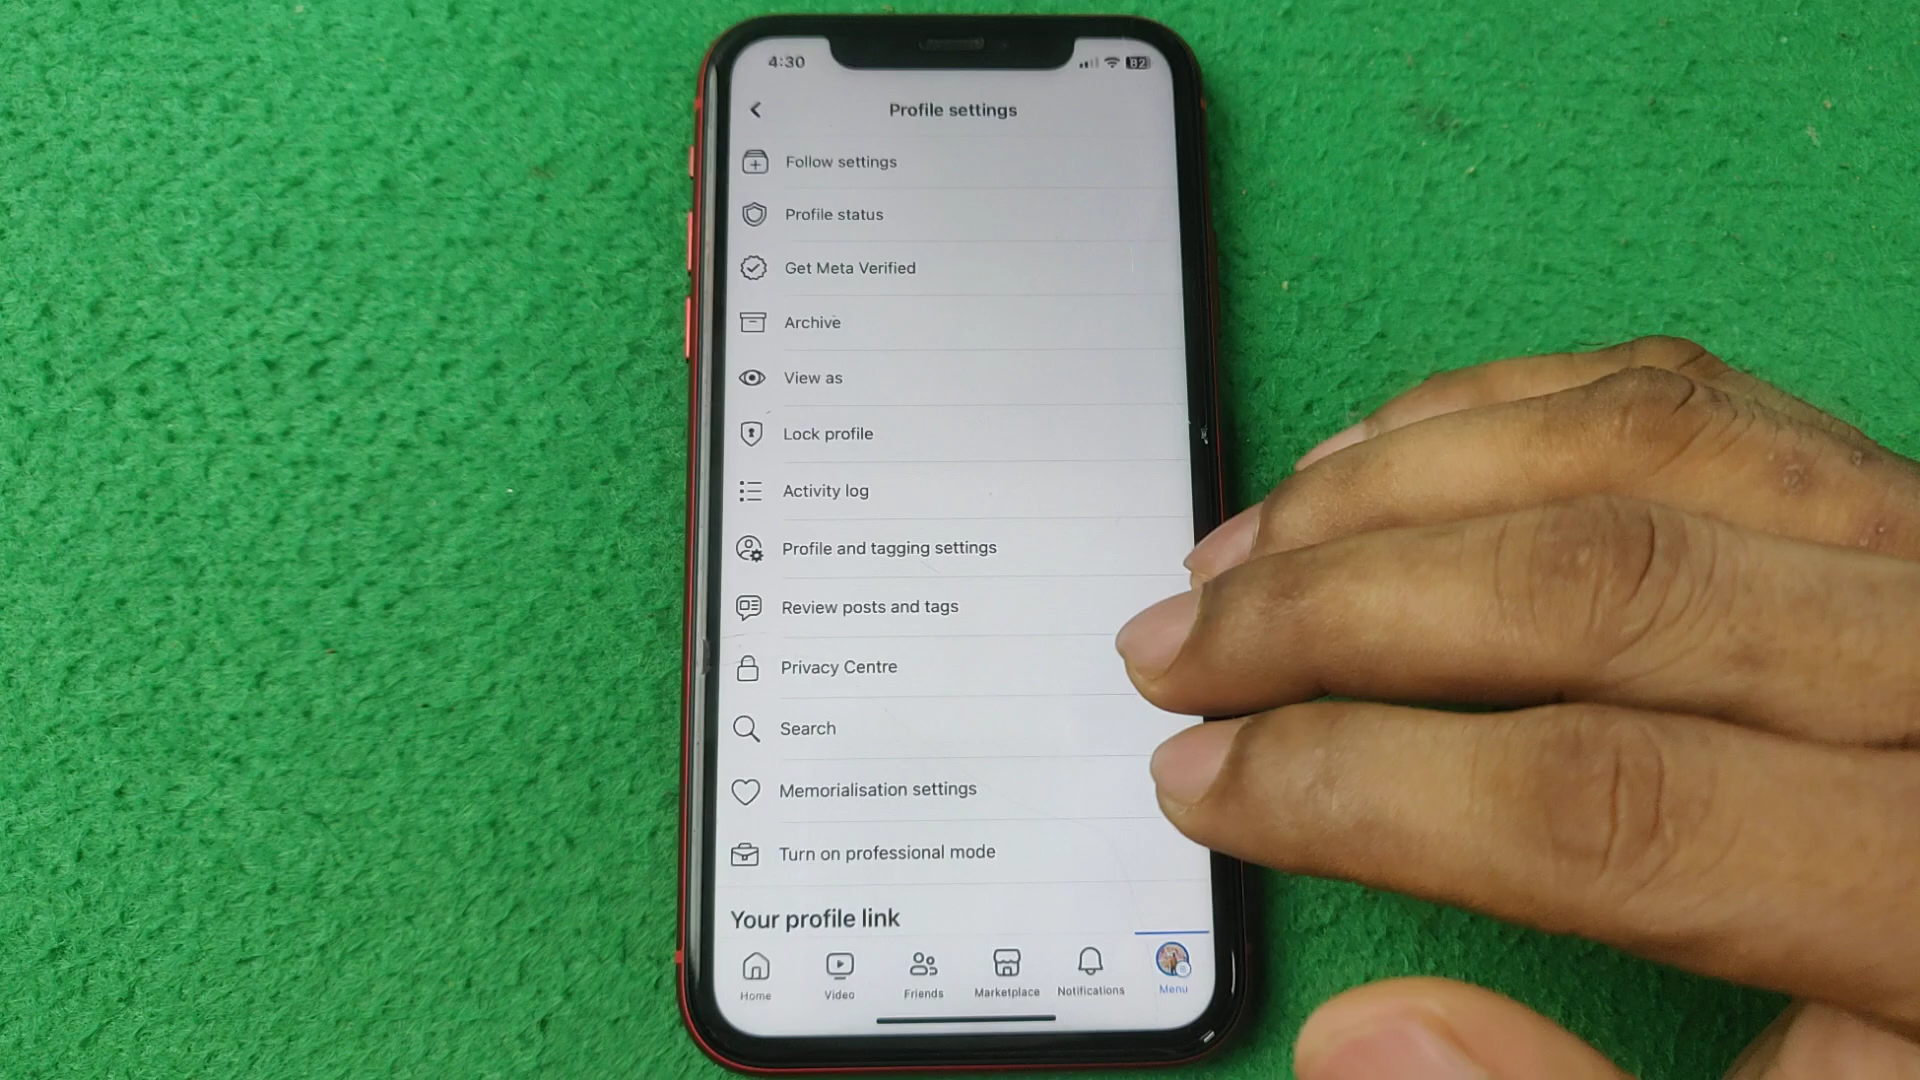 4:30
82
Profile settings
Follow settings
Profile status
Get Meta Verified
Archive
View as
Lock profile
Activity log
Profile and tagging settings
Review posts and tags
Privacy Centre
Search
Memorialisation settings
Turn on professional mode
Your profile link
Home
Video
Friends
Marketplace
Notifications
Menu